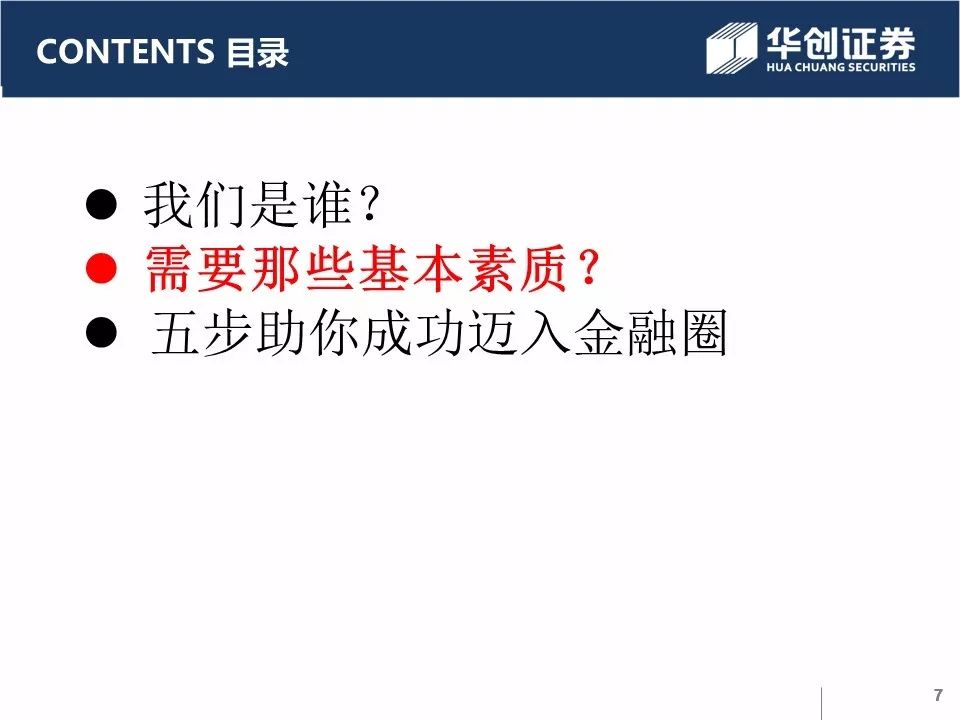 CONTENTS 目录
华创证券
HUA CHUANG SECURITIES
● 我们是谁？
● 需要那些基本素质？
● 五步助你成功迈入金融圈
7